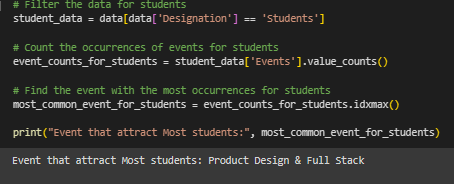 # Filter the data for students
student_data = data[data['Designation'] == 'Students']
# Count the occurrences of events for students
event_counts_for_students = student_data['Events'].value_counts()
# Find the event with the most occurrences for students
most_common_event_for_students = event_counts_for_students.idxmax()
print("Event that attract Most students:", most_common_event_for_students)
Event that attract Most students: Product Design & Full Stack